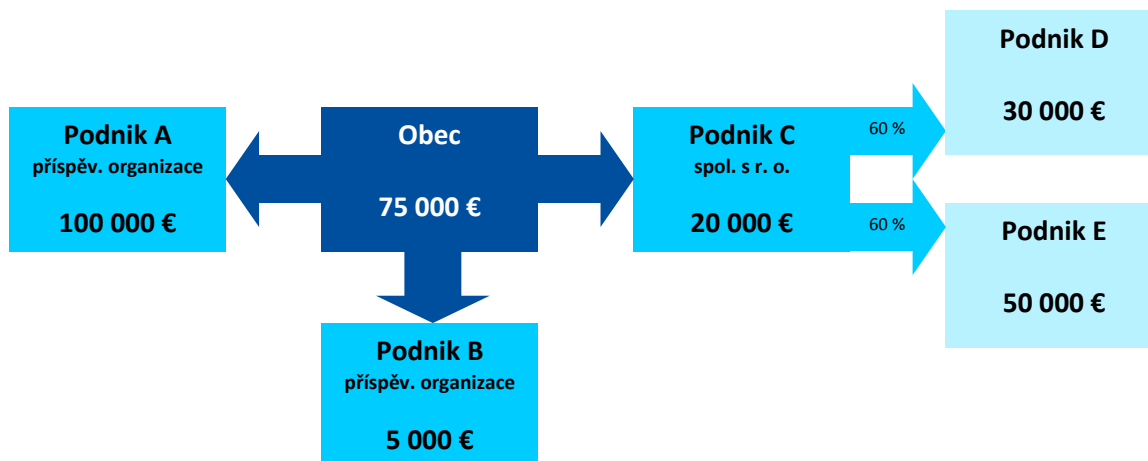 Podnik D
30 000 €
Podnik A
příspěv. organizace
100 000 €
Obec
75 000 €
Podnik C
spol. s r. o.
20 000 €
60 %
60 %
Podnik E
50 000 €
Podnik B
příspěv. organizace
5 000 €